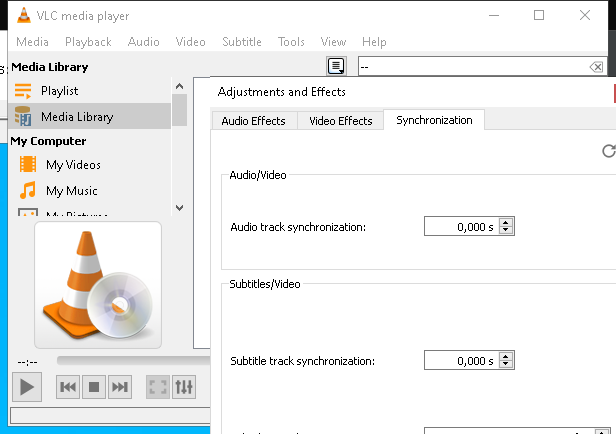 VLC media player
Media Playback Audio Video Subtitle Tools View Help
Media Library
--
Playlist
Media Library
My Computer
My Videos
My Music
Adjustments and Effects
Audio Effects Video Effects Synchronization
Audio/Video
Audio track synchronization: 0,000 s
Subtitles/Video
Subtitle track synchronization: 0,000 s
--:--